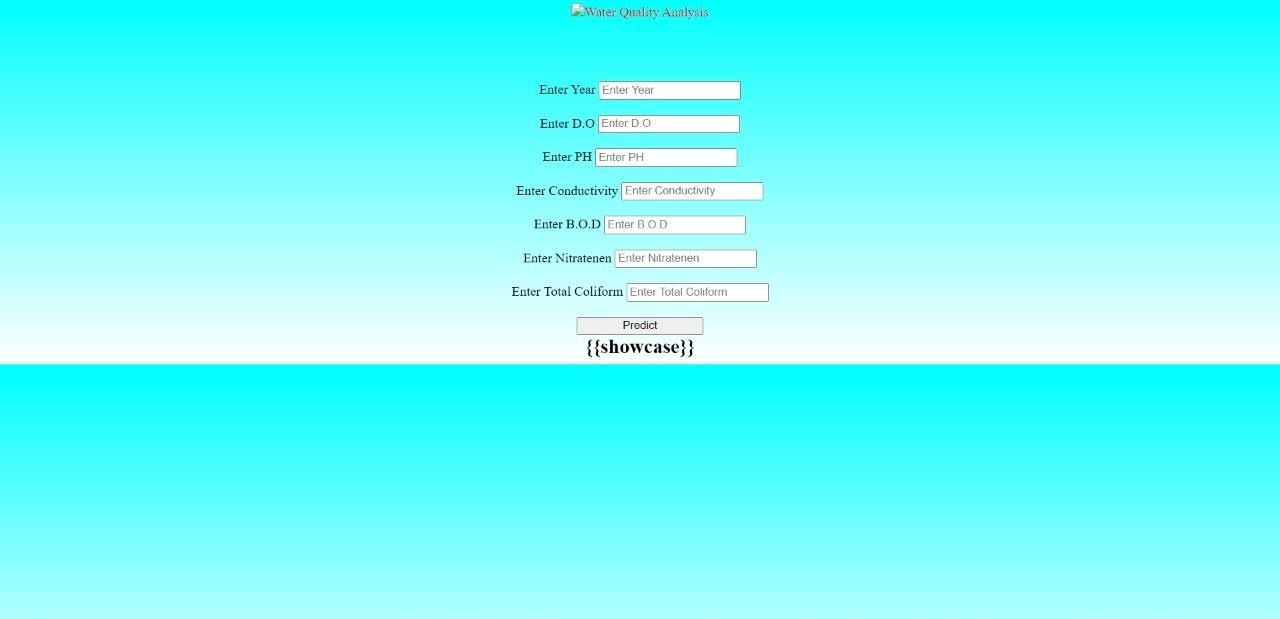 Water Quality Analysis
Enter Year Enter Year
Enter D.O Enter D.O
Enter PH Enter PH
Enter Conductivity Enter Conductivity
Enter B.O.D Enter B.O.D
Enter Nitratenen Enter Nitratenen
Enter Total Coliform Enter Total Coliform
Predict
{{showcase}}